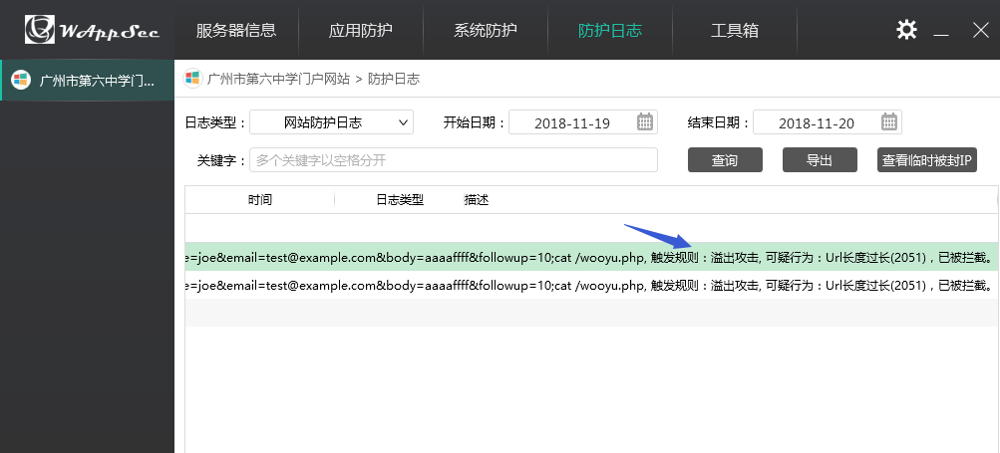 WAppSec 服务器信息 应用防护 系统防护 防护日志 工具箱
广州市第六中学门...
广州市第六中学门户网站 > 防护日志
日志类型： 网站防护日志 开始日期： 2018-11-19 结束日期： 2018-11-20
关键字： 多个关键字以空格分开 查询 导出 查看临时被封IP
时间 日志类型 描述
e=joe&email=test@example.com&body=aaaaffff&followup=10;cat /wooyu.php, 触发规则：溢出攻击, 可疑行为：Url长度过长(2051)，已被拦截。
e=joe&email=test@example.com&body=aaaaffff&followup=10;cat /wooyu.php, 触发规则：溢出攻击, 可疑行为：Url长度过长(2051)，已被拦截。